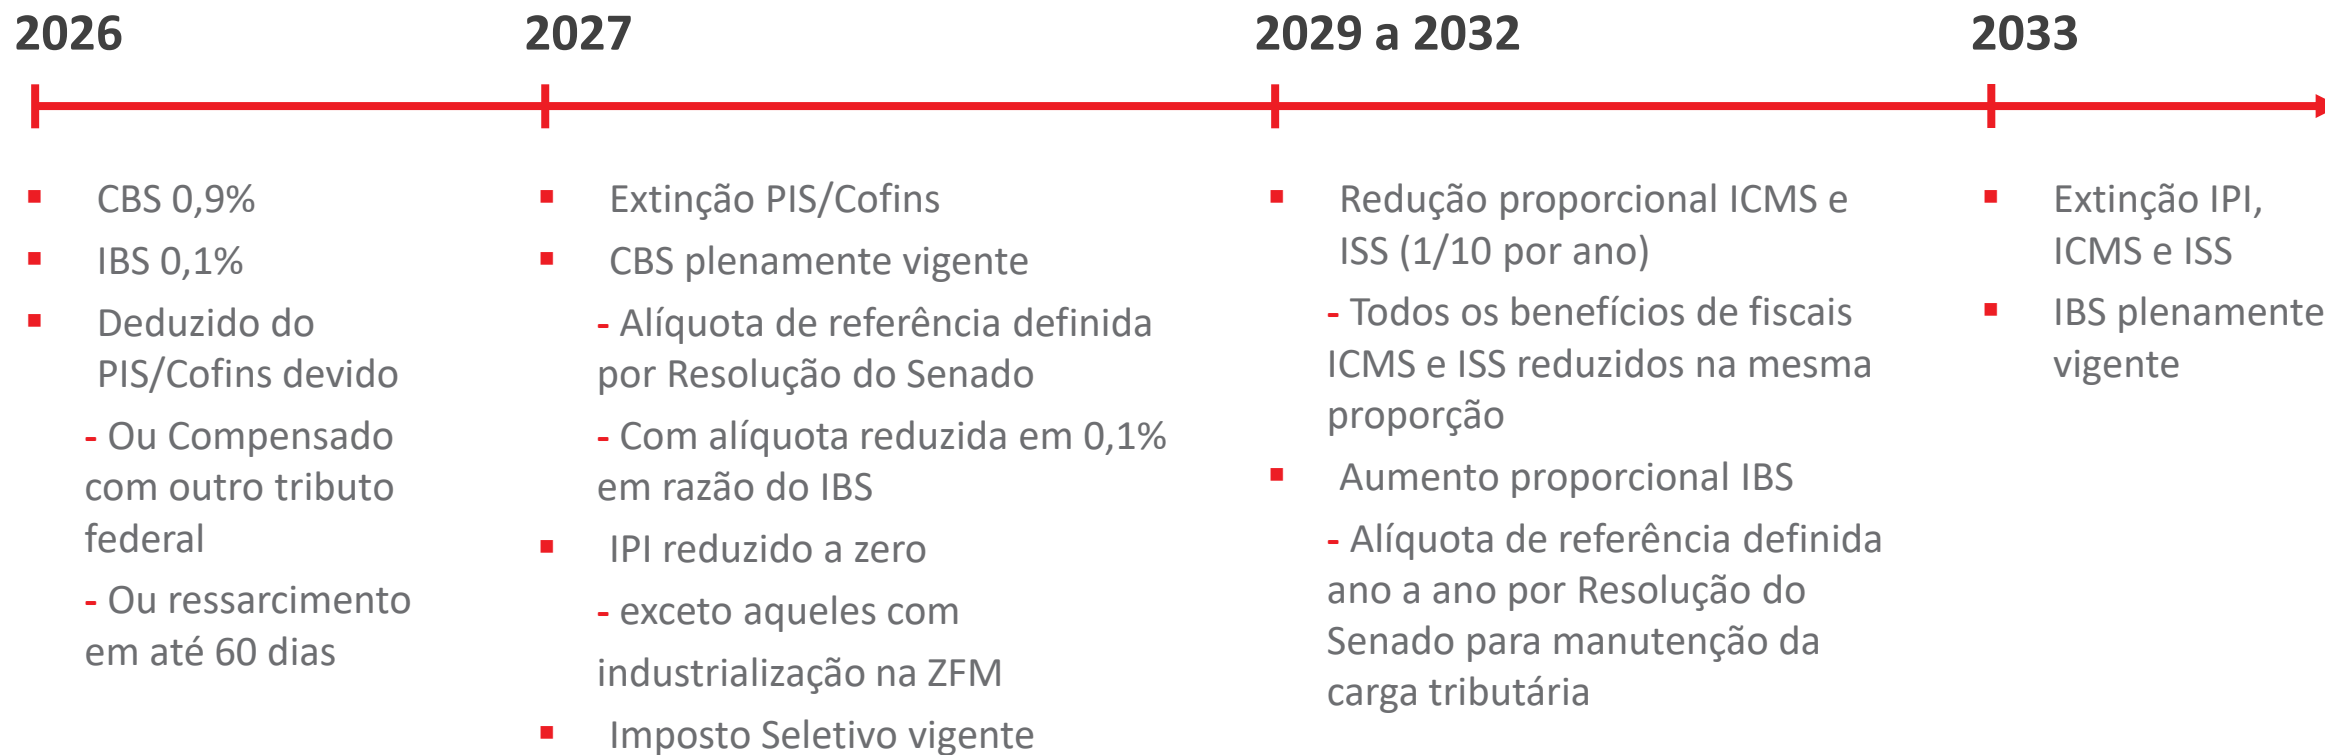 2026
CBS 0,9%
IBS 0,1%
Deduzido do
PIS/Cofins devido
- Ou Compensado
com outro tributo
federal
- Ou ressarcimento
em até 60 dias
2027
Extinção PIS/Cofins
CBS plenamente vigente
- Alíquota de referência definida
por Resolução do Senado
- Com alíquota reduzida em 0,1%
em razão do IBS
IPI reduzido a zero
- exceto aqueles com
industrialização na ZFM
Imposto Seletivo vigente
2029 a 2032
Redução proporcional ICMS e
ISS (1/10 por ano)
- Todos os benefícios de fiscais
ICMS e ISS reduzidos na mesma
proporção
Aumento proporcional IBS
- Alíquota de referência definida
ano a ano por Resolução do
Senado para manutenção da
carga tributária
2033
Extinção IPI,
ICMS e ISS
IBS plenamente
vigente